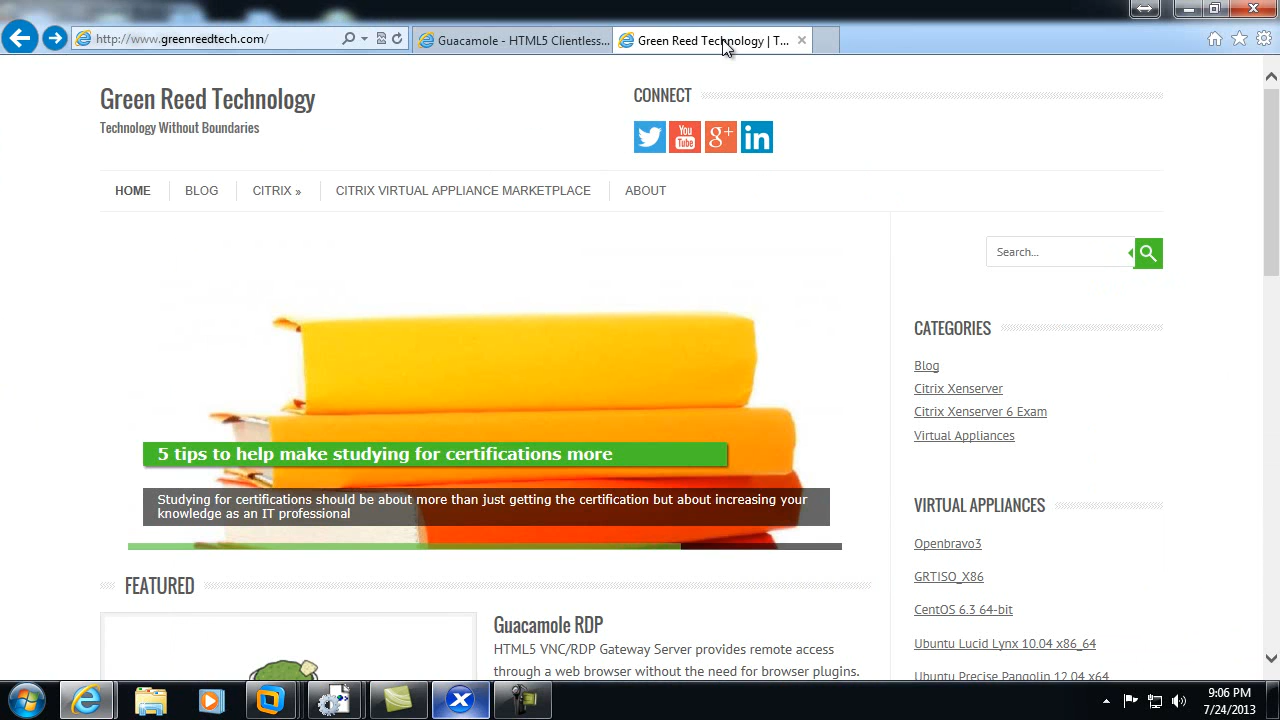 http://www.greenreedtech.com/
Guacamole - HTML5 Clientless...
Green Reed Technology | T...
Green Reed Technology
Technology Without Boundaries
CONNECT
You
Tube
g+
in
HOME
BLOG
CITRIX »
CITRIX VIRTUAL APPLIANCE MARKETPLACE
ABOUT
Search...
5 tips to help make studying for certifications more
Studying for certifications should be about more than just getting the certification but about increasing your
knowledge as an IT professional
CATEGORIES
Blog
Citrix Xenserver
Citrix Xenserver 6 Exam
Virtual Appliances
VIRTUAL APPLIANCES
Openbravo3
GRTISO_X86
CentOS 6.3 64-bit
Ubuntu Lucid Lynx 10.04 x86_64
Ubuntu Precise Pangolin 12.04 x64
FEATURED
Guacamole RDP
HTML5 VNC/RDP Gateway Server provides remote access
through a web browser without the need for browser plugins.
9:06 PM
7/24/2013